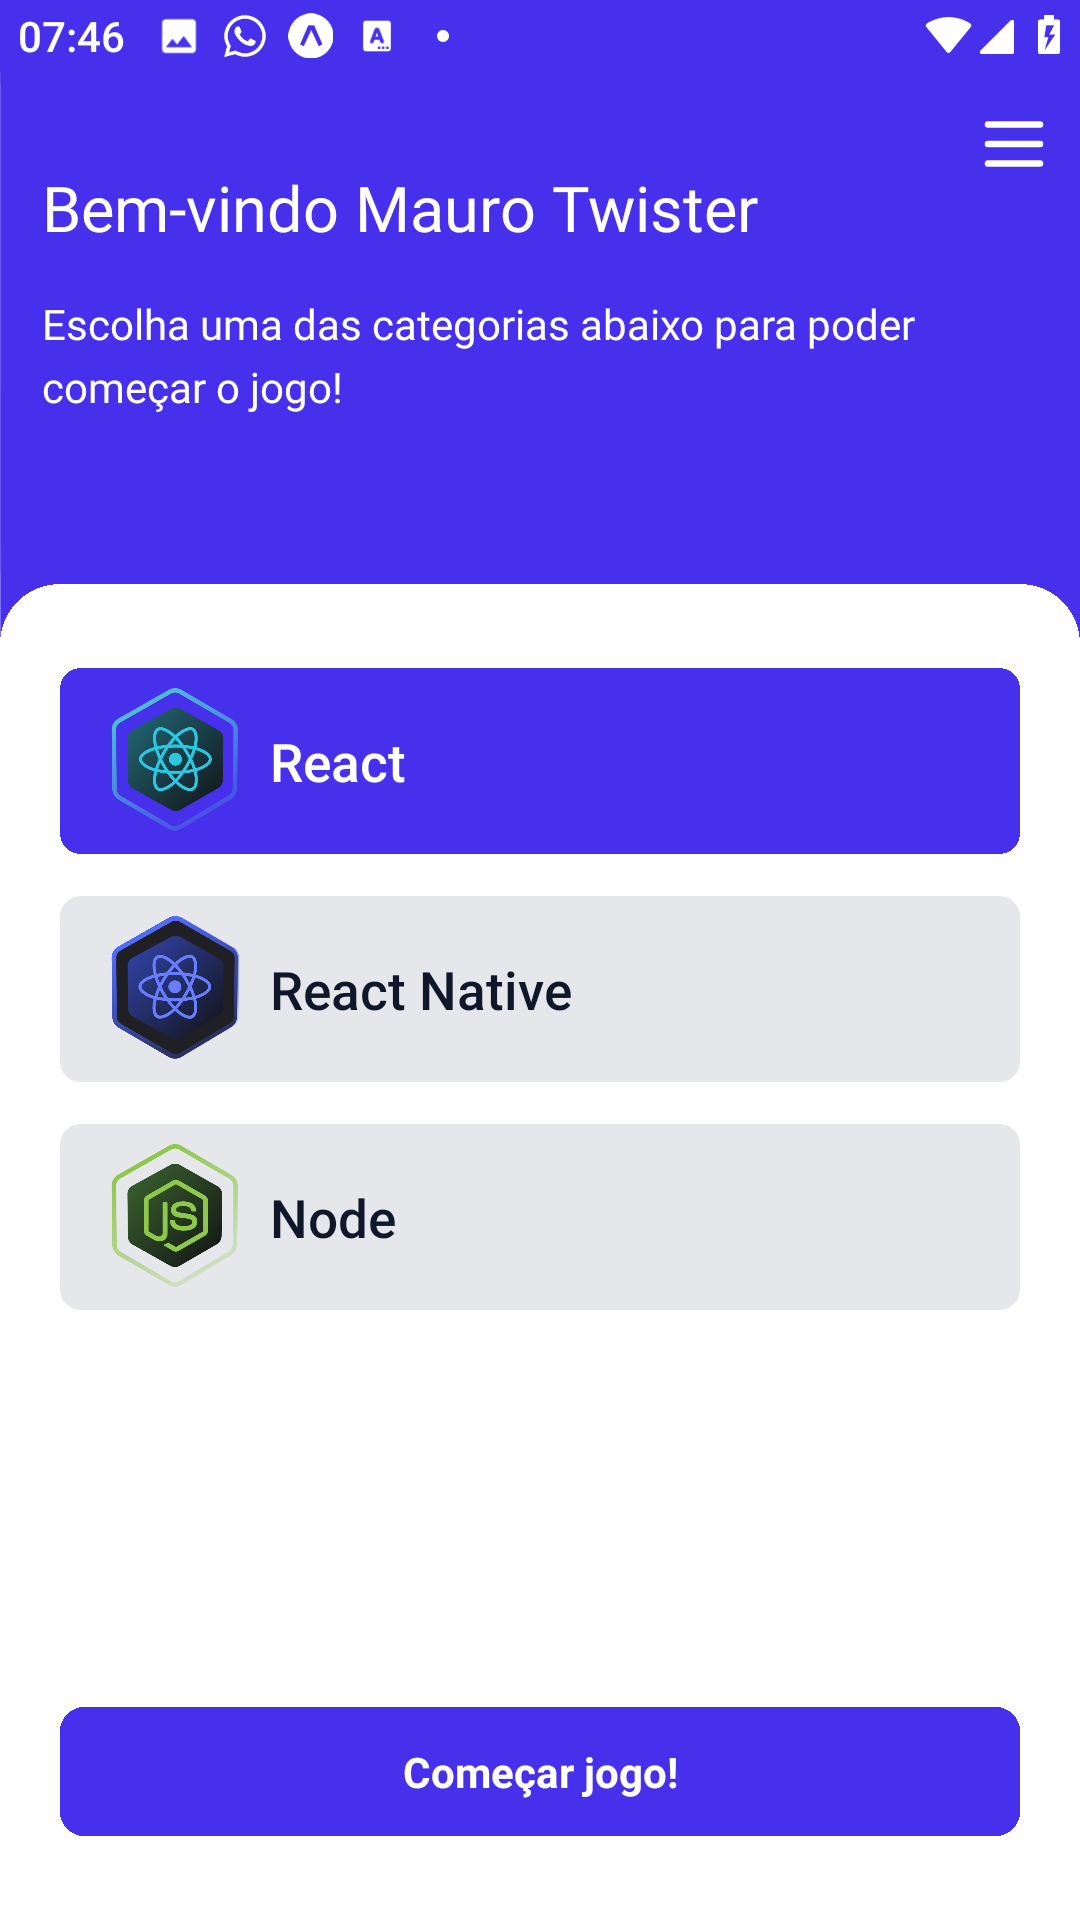 07:46
Bem-vindo Mauro Twister
Escolha uma das categorias abaixo para poder
começar o jogo!
React
React Native
JS
Node
Começar jogo!